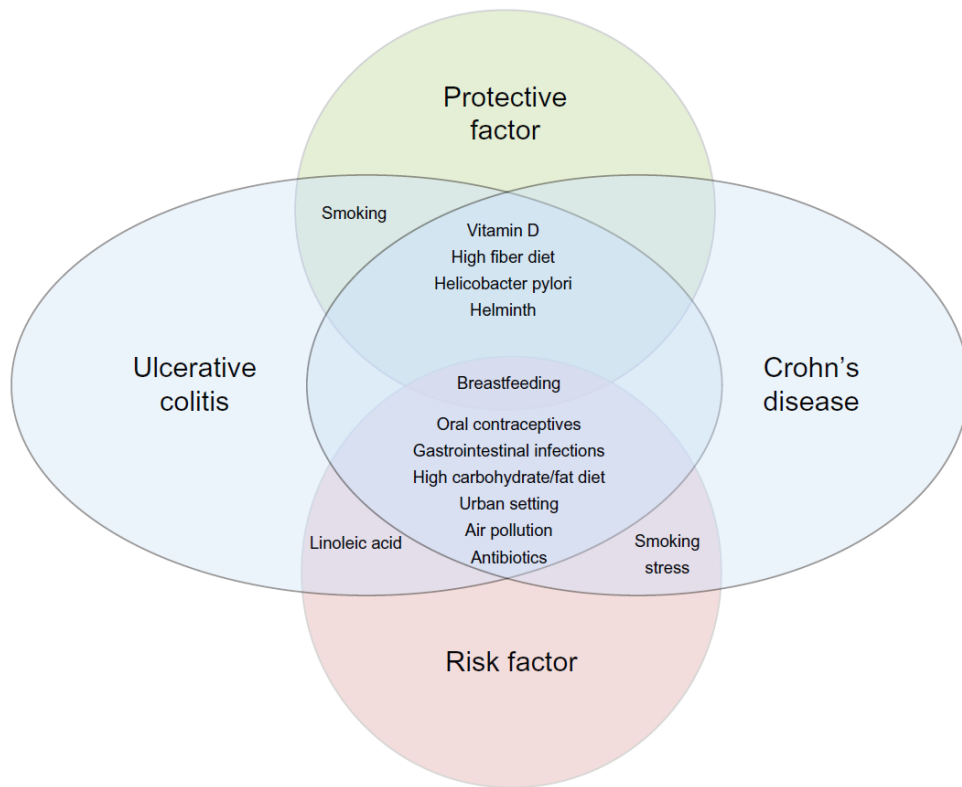 Protective
factor
Smoking
Vitamin D
High fiber diet
Helicobacter pylori
Helminth
Ulcerative
colitis
Crohn’s
disease
Breastfeeding
Oral contraceptives
Gastrointestinal infections
High carbohydrate/fat diet
Urban setting
Air pollution
Antibiotics
Linoleic acid
Smoking
stress
Risk factor